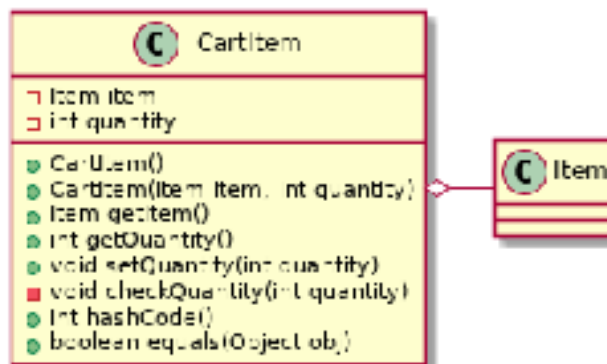 C CartItem
Item item
int quantity
CartItem()
CartItem(Item item, int quantity)
Item getItem()
int getQuantity()
void setQuantity(int quantity)
void checkQuantity(int quantity)
int hashCode()
boolean equals(Object obj)
C Item